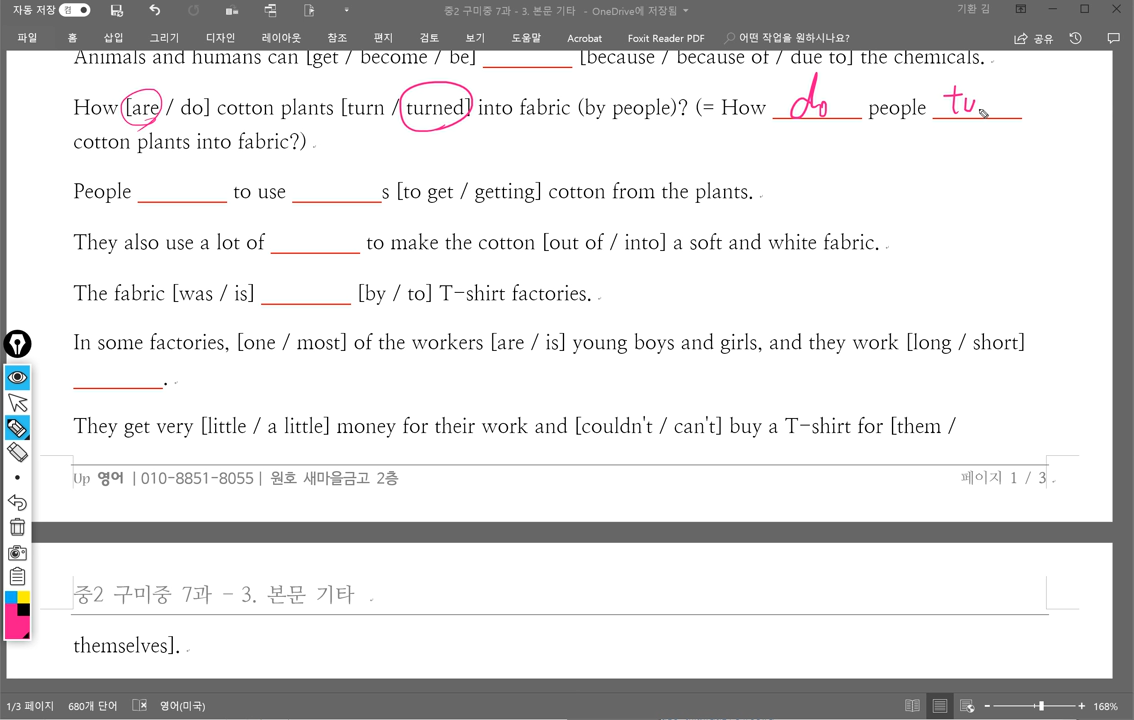 자동 저장 켬 중2 구미중 7과 - 3. 본문 기타 - OneDrive에 저장됨 기환 김
파일 홈 삽입 그리기 디자인 레이아웃 참조 편지 검토 보기 도움말 Acrobat Foxit Reader PDF 어떤 작업을 원하시나요? 공유
Animals and humans can [get / become / be] __________ [because / because of / due to] the chemicals.
How [are / do] cotton plants [turn / turned] into fabric (by people)? (= How do people tu
cotton plants into fabric?)
People __________ to use __________s [to get / getting] cotton from the plants.
They also use a lot of __________ to make the cotton [out of / into] a soft and white fabric.
The fabric [was / is] __________ [by / to] T-shirt factories.
In some factories, [one / most] of the workers [are / is] young boys and girls, and they work [long / short]
__________.
They get very [little / a little] money for their work and [couldn't / can't] buy a T-shirt for [them /
Up 영어 | 010-8851-8055 | 원호 새마을금고 2층 페이지 1 / 3
중2 구미중 7과 - 3. 본문 기타
themselves].
1/3 페이지 680개 단어 영어(미국) 168%